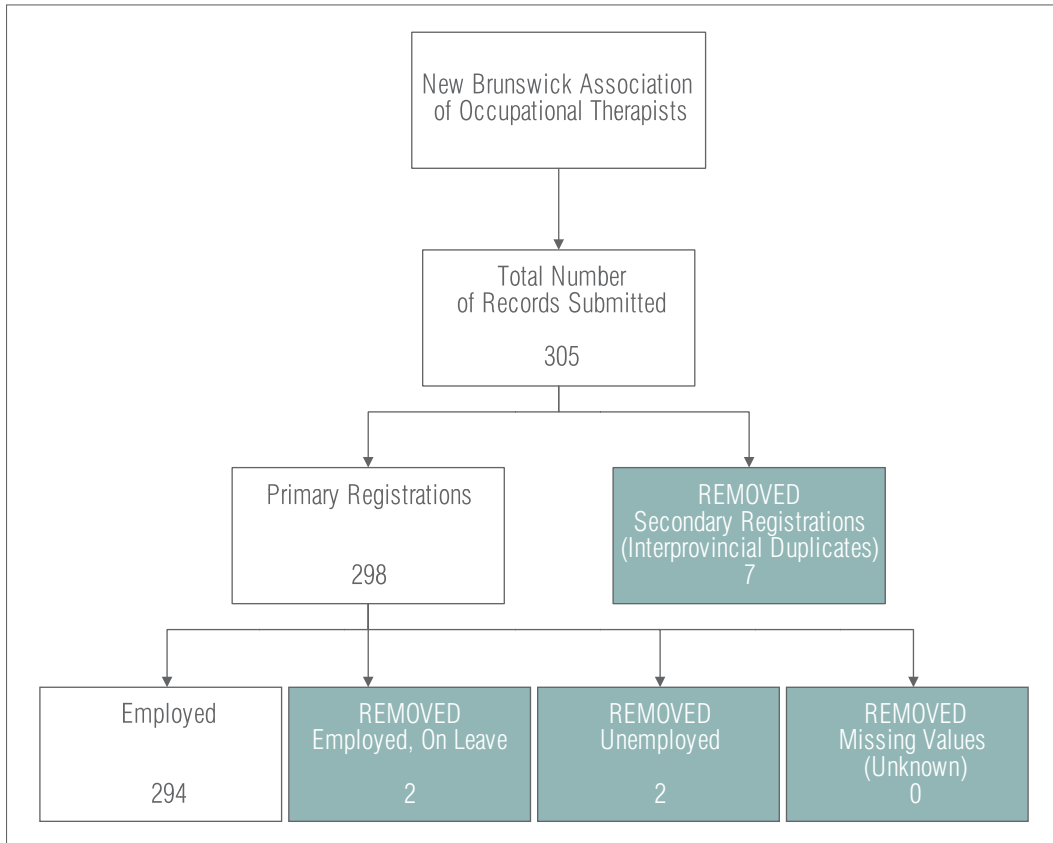 New Brunswick Association
of Occupational Therapists
Total Number
of Records Submitted
305
Primary Registrations
298
REMOVED
Secondary Registrations
(Interprovincial Duplicates)
7
Employed
294
REMOVED
Employed, On Leave
2
REMOVED
Unemployed
2
REMOVED
Missing Values
(Unknown)
0